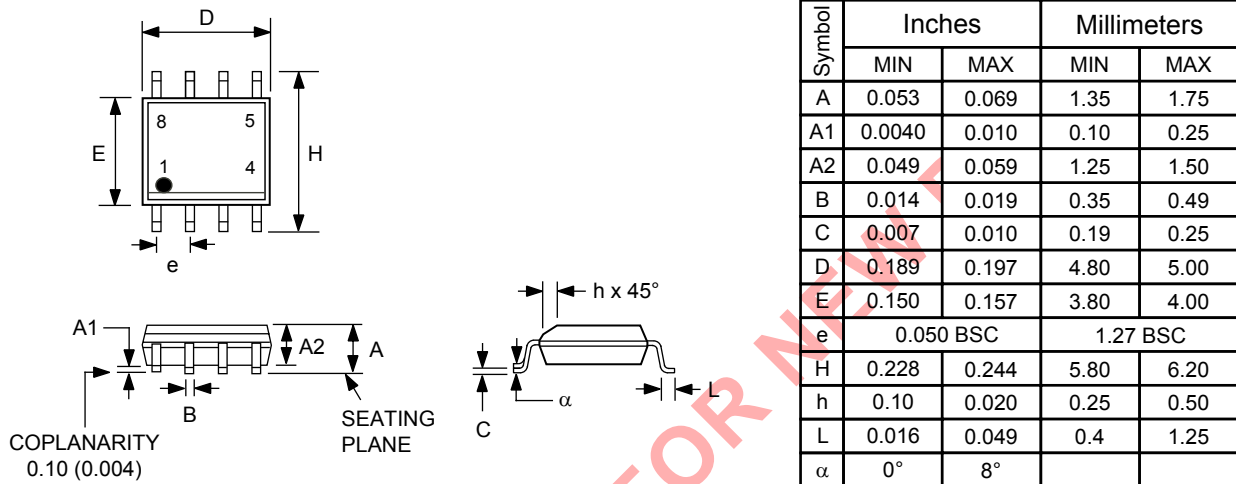 D
8 5
E H
1 4
e
A1 A2 A
B
COPLANARITY
0.10 (0.004)
SEATING
PLANE
h x 45°
C α L
Symbol Inches Millimeters
MIN MAX MIN MAX
A 0.053 0.069 1.35 1.75
A1 0.0040 0.010 0.10 0.25
A2 0.049 0.059 1.25 1.50
B 0.014 0.019 0.35 0.49
C 0.007 0.010 0.19 0.25
D 0.189 0.197 4.80 5.00
E 0.150 0.157 3.80 4.00
e 0.050 BSC 1.27 BSC
H 0.228 0.244 5.80 6.20
h 0.10 0.020 0.25 0.50
L 0.016 0.049 0.4 1.25
α 0° 8°
FOR NEW